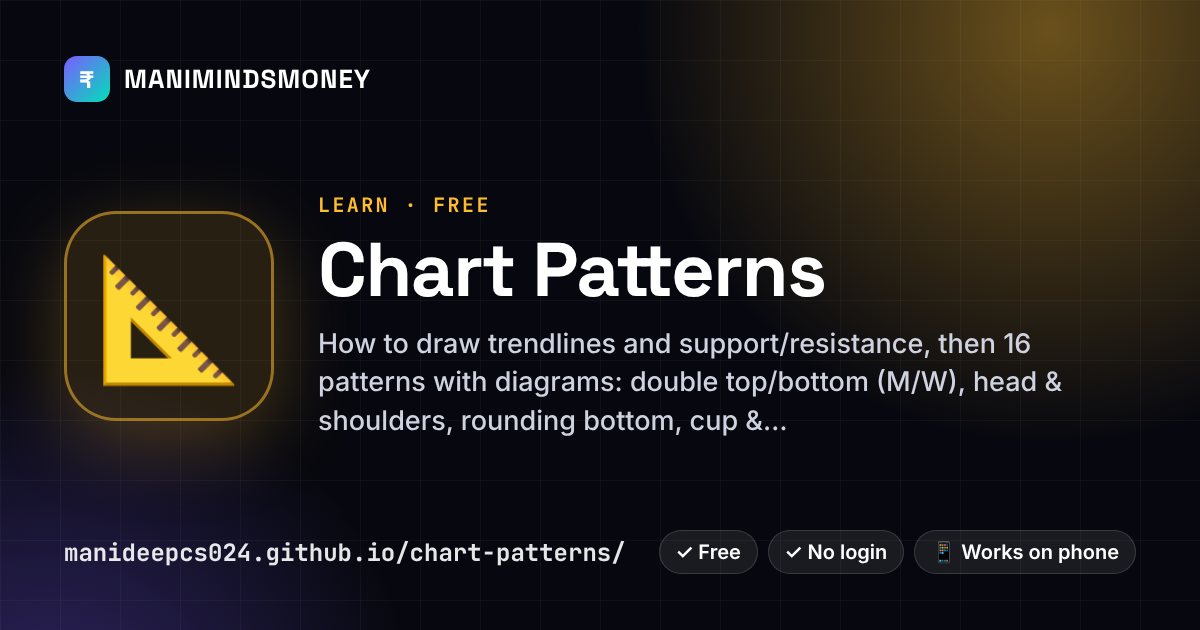 ₹ MANIMINDSMONEY
LEARN · FREE
Chart Patterns
How to draw trendlines and support/resistance, then 16
patterns with diagrams: double top/bottom (M/W), head &
shoulders, rounding bottom, cup &...
manideepcs024.github.io/chart-patterns/
✓ Free
✓ No login
📱 Works on phone